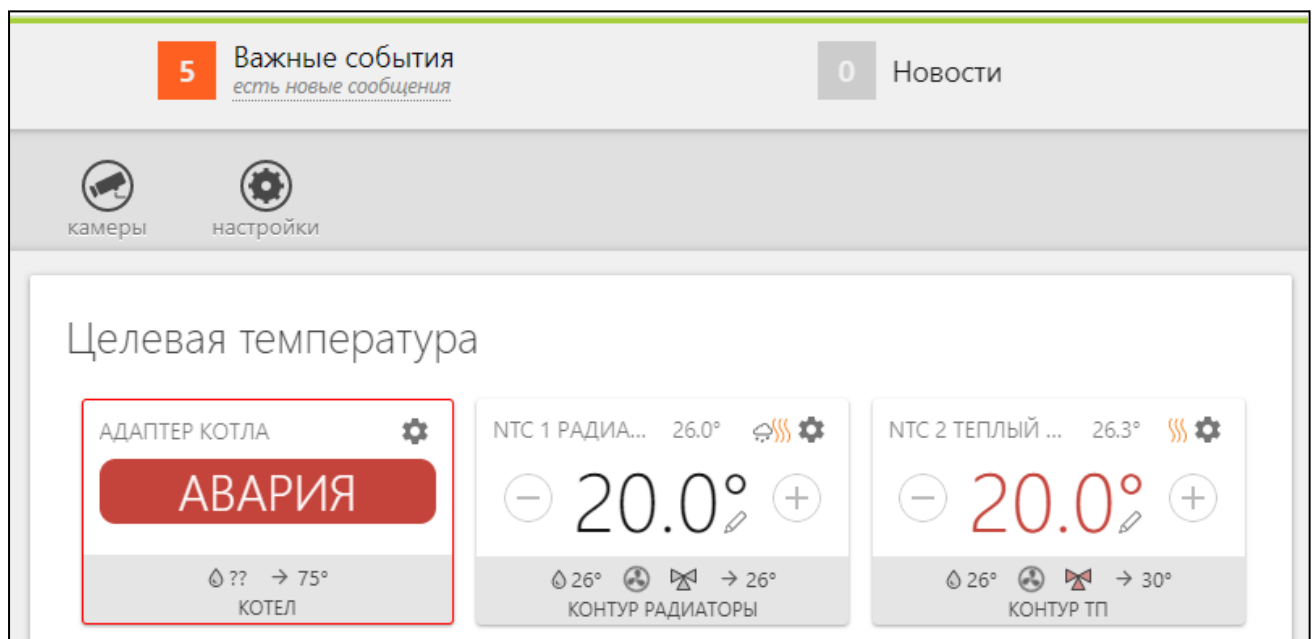 5 Важные события
есть новые сообщения
0 Новости
камеры настройки
Целевая температура
АДАПТЕР КОТЛА
АВАРИЯ
?? → 75°
КОТЕЛ
NTC 1 РАДИА... 26.0°
− 20.0° +
26° → 26°
КОНТУР РАДИАТОРЫ
NTC 2 ТЕПЛЫЙ ... 26.3°
− 20.0° +
26° → 30°
КОНТУР ТП